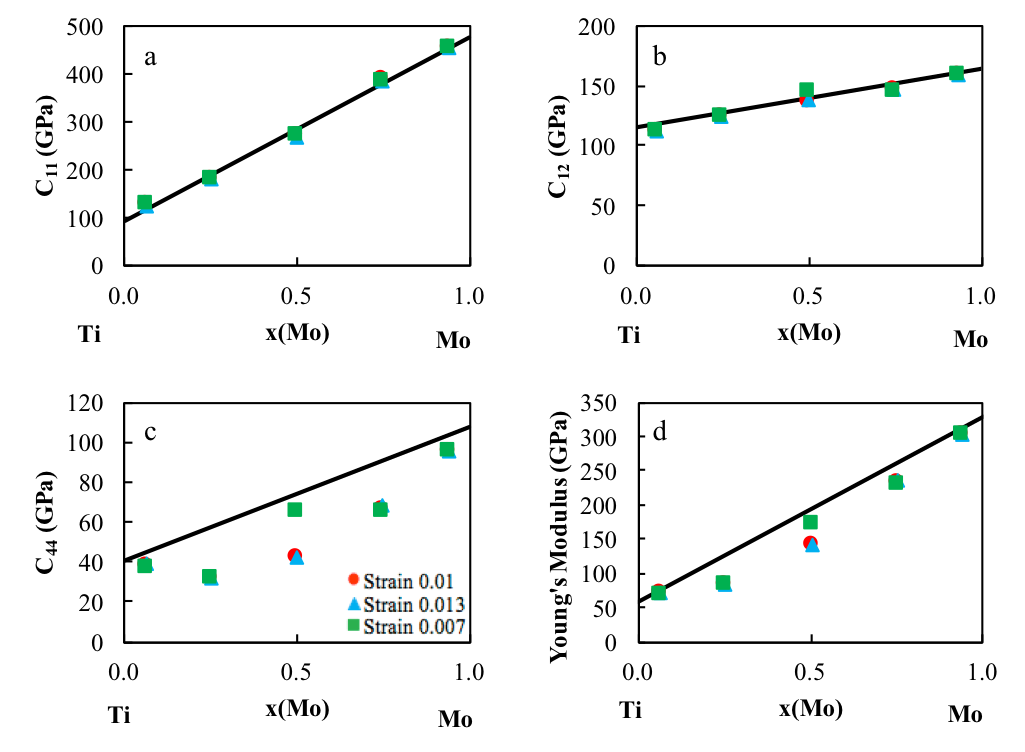 500
400
300
200
100
0
C11 (GPa)
a
0.0
0.5
1.0
Ti
x(Mo)
Mo
200
150
100
50
0
C12 (GPa)
b
0.0
0.5
1.0
Ti
x(Mo)
Mo
120
100
80
60
40
20
0
C44 (GPa)
c
Strain 0.01
Strain 0.013
Strain 0.007
0.0
0.5
1.0
Ti
x(Mo)
Mo
350
300
250
200
150
100
50
0
Young's Modulus (GPa)
d
0.0
0.5
1.0
Ti
x(Mo)
Mo